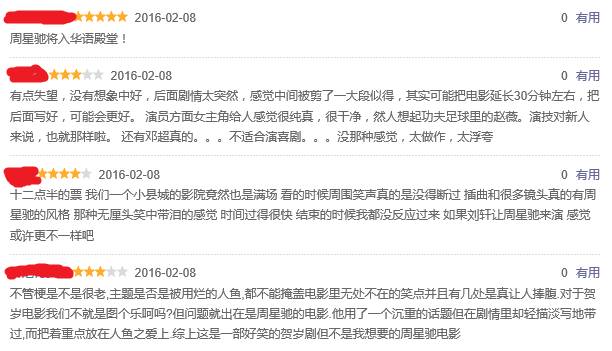 2016-02-08 0 有用
周星驰将入华语殿堂！
2016-02-08 0 有用
有点失望，没有想象中好，后面剧情太突然，感觉中间被剪了一大段似得，其实可能把电影延长30分钟左右，把
后面写好，可能会更好。 演员方面女主角给人感觉很纯真，很干净，然人想起功夫足球里的赵薇。演技对新人
来说，也就那样啦。 还有邓超真的。。。不适合演喜剧。。。没那种感觉，太做作，太浮夸
2016-02-08 0 有用
十二点半的票 我们一个小县城的影院竟然也是满场 看的时候周围笑声真的是没得断过 插曲和很多镜头真的有周
星驰的风格 那种无厘头笑中带泪的感觉 时间过得很快 结束的时候我都没反应过来 如果刘轩让周星驰来演 感觉
或许更不一样吧
2016-02-08 0 有用
不管梗是不是很老,主题是否是被用烂的人鱼,都不能掩盖电影里无处不在的笑点并且有几处是真让人捧腹.对于贺
岁电影我们不就是图个乐呵吗?但问题就出在是周星驰的电影.他用了一个沉重的话题但在剧情里却轻描淡写地带
过,而把着重点放在人鱼之爱上.综上这是一部好笑的贺岁剧但不是我想要的周星驰电影